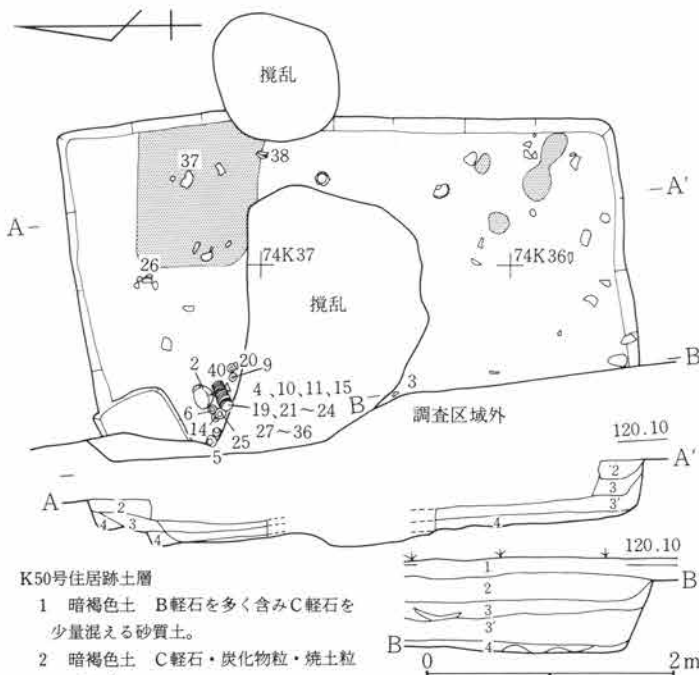 撹乱
37
38
A
A'
26
74K37
74K36
撹乱
2
40
20
9
3
B
B
4、10、11、15
6
19、21～24
14
25
27～36
5
調査区域外
120.10
A'
2
3
3'
A
2
4
3
4
4
120.10
1
2
B
3
3'
B
4
0
2m
K50号住居跡土層
1 暗褐色土 B軽石を多く含みC軽石を
少量混える砂質土。
2 暗褐色土 C軽石・炭化物粒・焼土粒